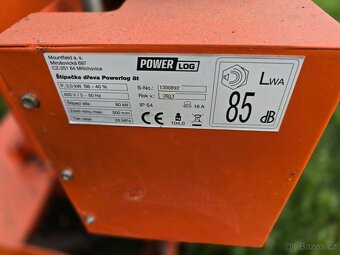 Mountfield a. s.
Mirošovická 697
CZ-251 64 Mnichovice
POWER LOG
Štípačka dřeva Powerlog 8t
P: 3,0 kW S6 - 40 %
400 V / 3 ~ 50 Hz
Štípací síla: 80 kN
Zdvih válce max: 500 mm
Tlak oleje: 26 MPa
S-No.: 1300892
Rok v.: 2013
IP 54
16 A
104,0
LWA
85 dB
bazoš.cz